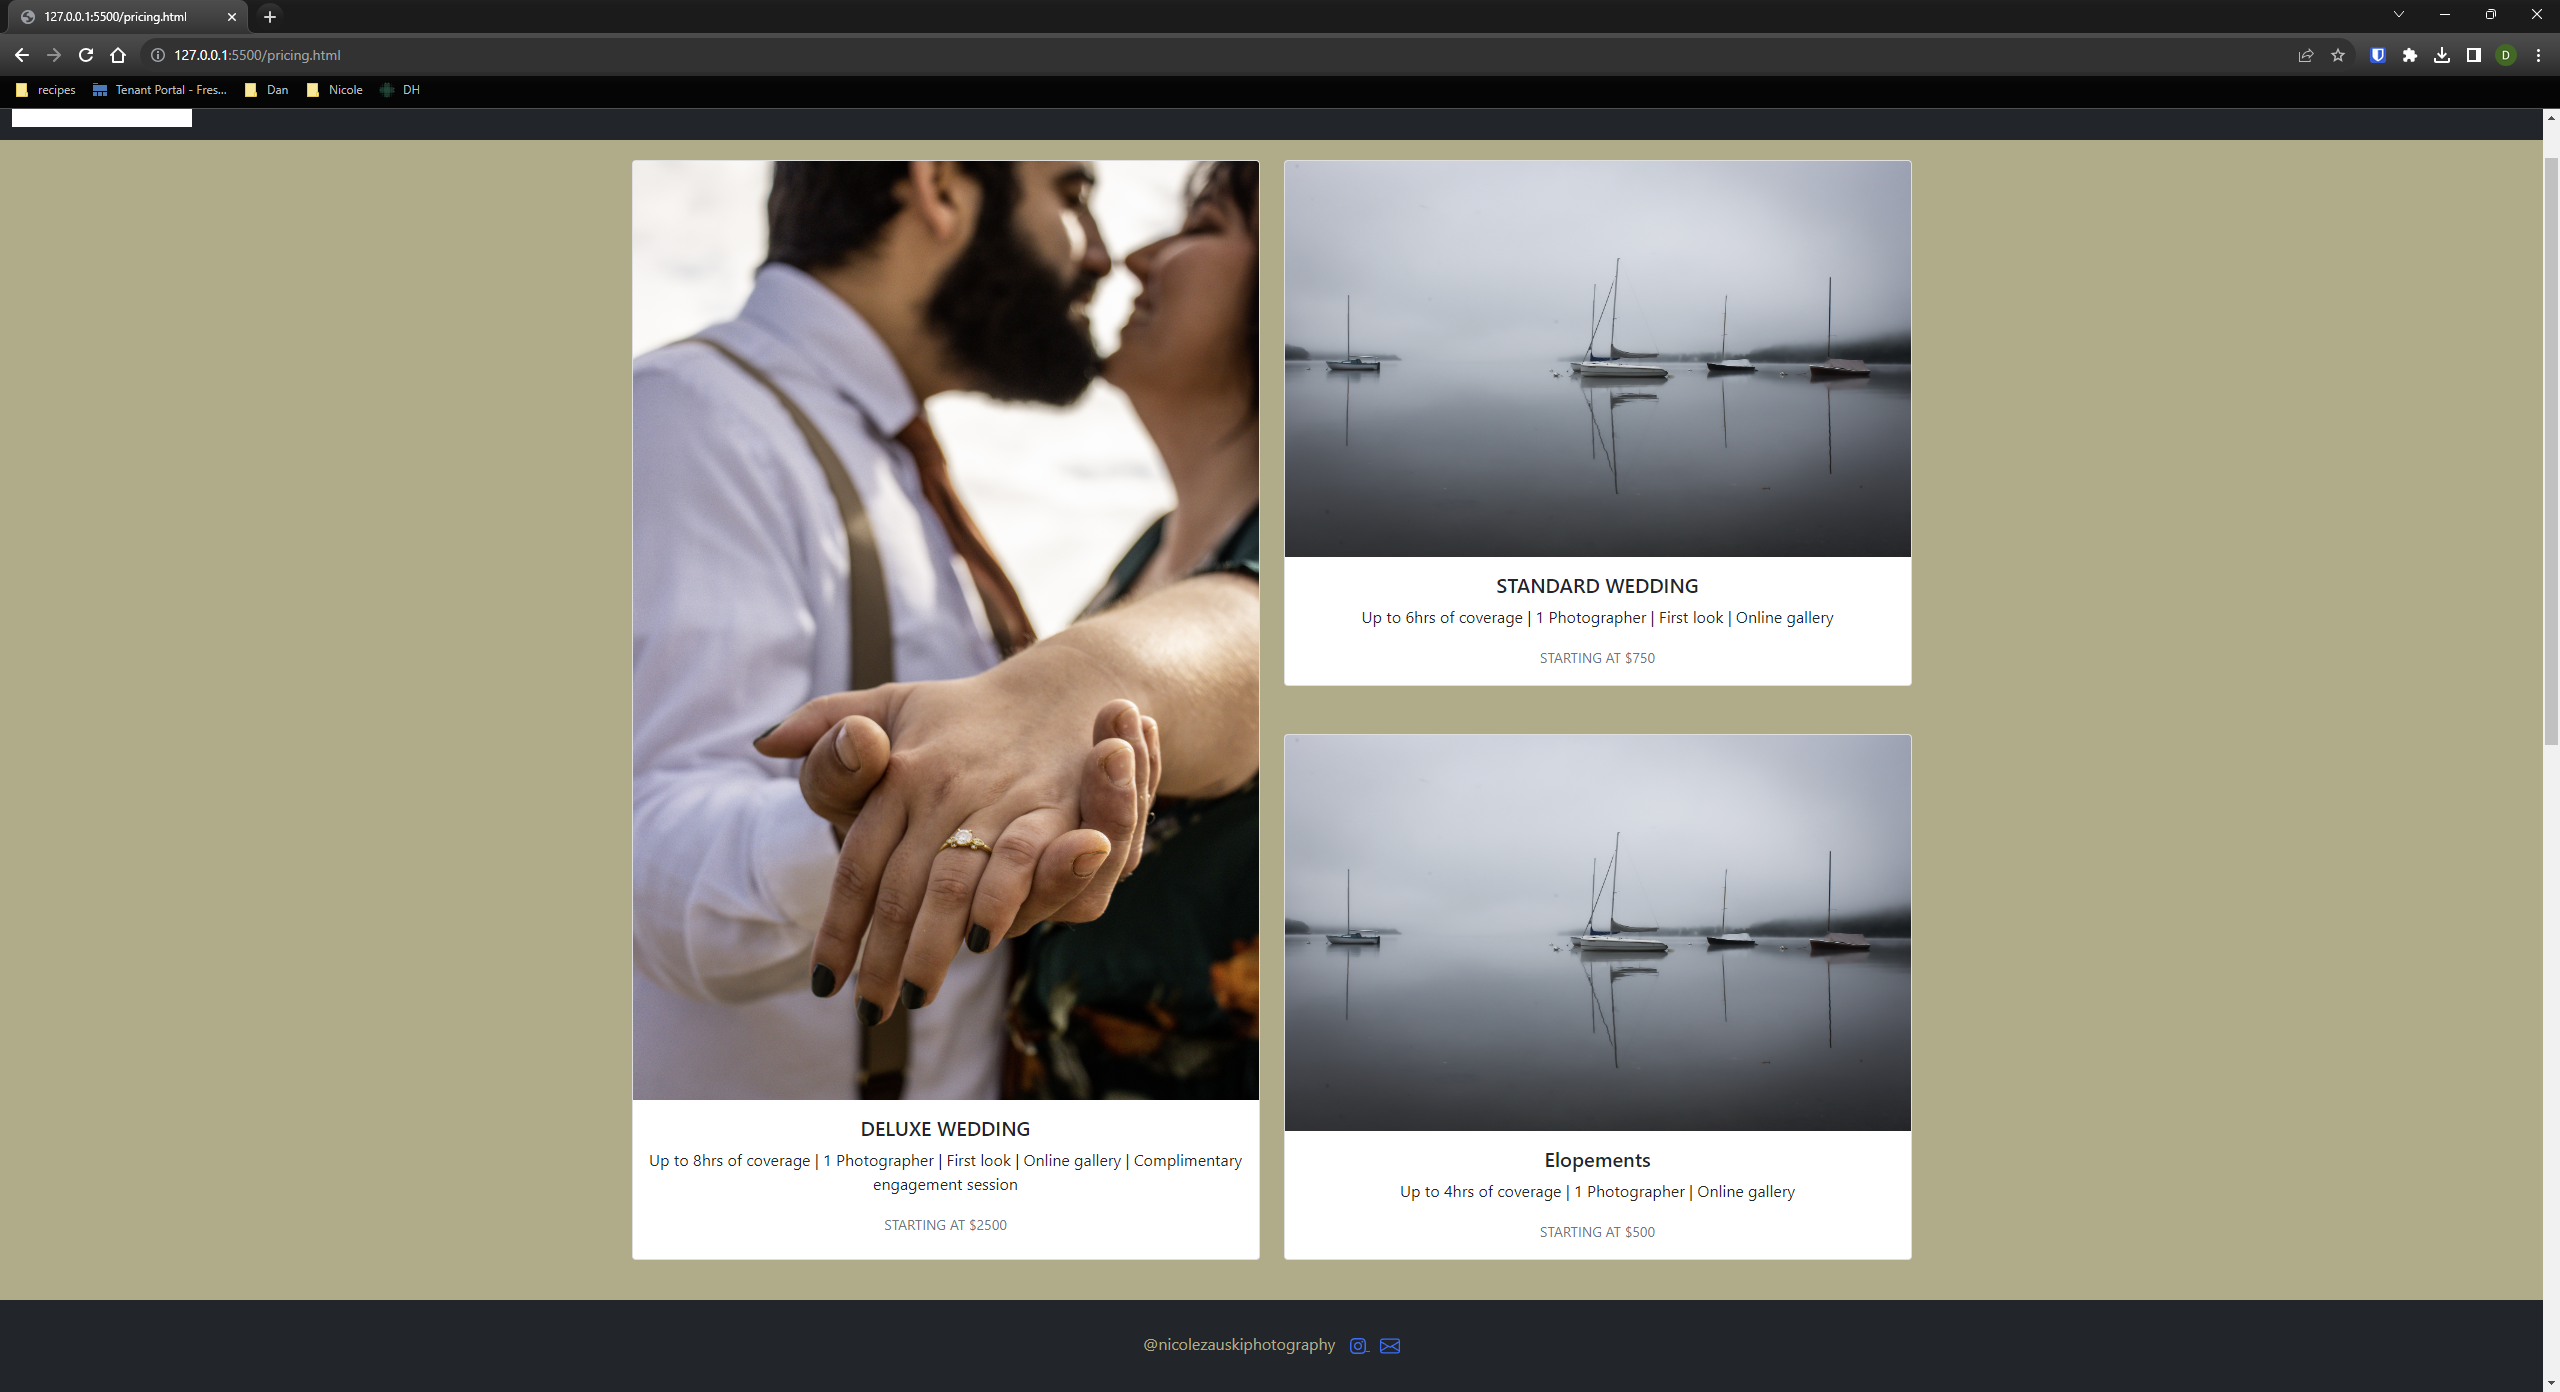 127.0.0.1:5500/pricing.html
127.0.0.1:5500/pricing.html
D
recipes
Tenant Portal - Fres...
Dan
Nicole
DH
DELUXE WEDDING
Up to 8hrs of coverage | 1 Photographer | First look | Online gallery | Complimentary
engagement session
STARTING AT $2500
STANDARD WEDDING
Up to 6hrs of coverage | 1 Photographer | First look | Online gallery
STARTING AT $750
Elopements
Up to 4hrs of coverage | 1 Photographer | Online gallery
STARTING AT $500
@nicolezauskiphotography